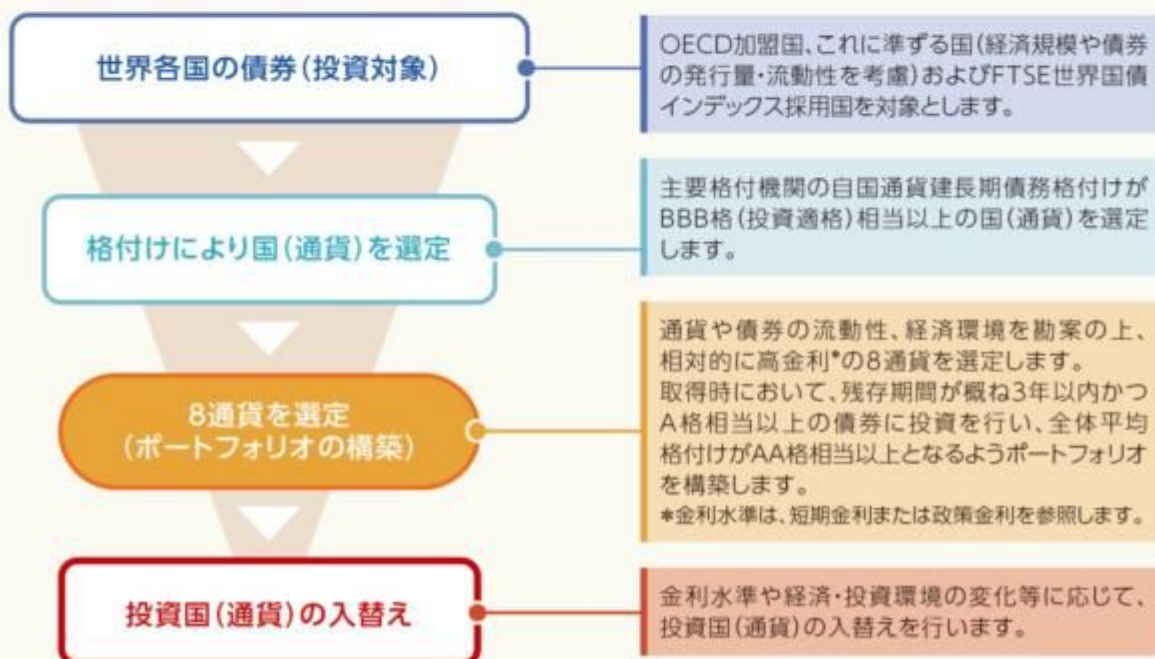 世界各国の債券(投資対象)
OECD加盟国、これに準ずる国(経済規模や債券
の発行量・流動性を考慮)およびFTSE世界国債
インデックス採用国を対象とします。
格付けにより国(通貨)を選定
主要格付機関の自国通貨建長期債務格付けが
BBB格(投資適格)相当以上の国(通貨)を選定
します。
8通貨を選定
(ポートフォリオの構築)
通貨や債券の流動性、経済環境を勘案の上、
相対的に高金利*の8通貨を選定します。
取得時において、残存期間が概ね3年以内かつ
A格相当以上の債券に投資を行い、全体平均
格付けがAA格相当以上となるようポートフォリオ
を構築します。
*金利水準は、短期金利または政策金利を参照します。
投資国(通貨)の入替え
金利水準や経済・投資環境の変化等に応じて、
投資国(通貨)の入替えを行います。